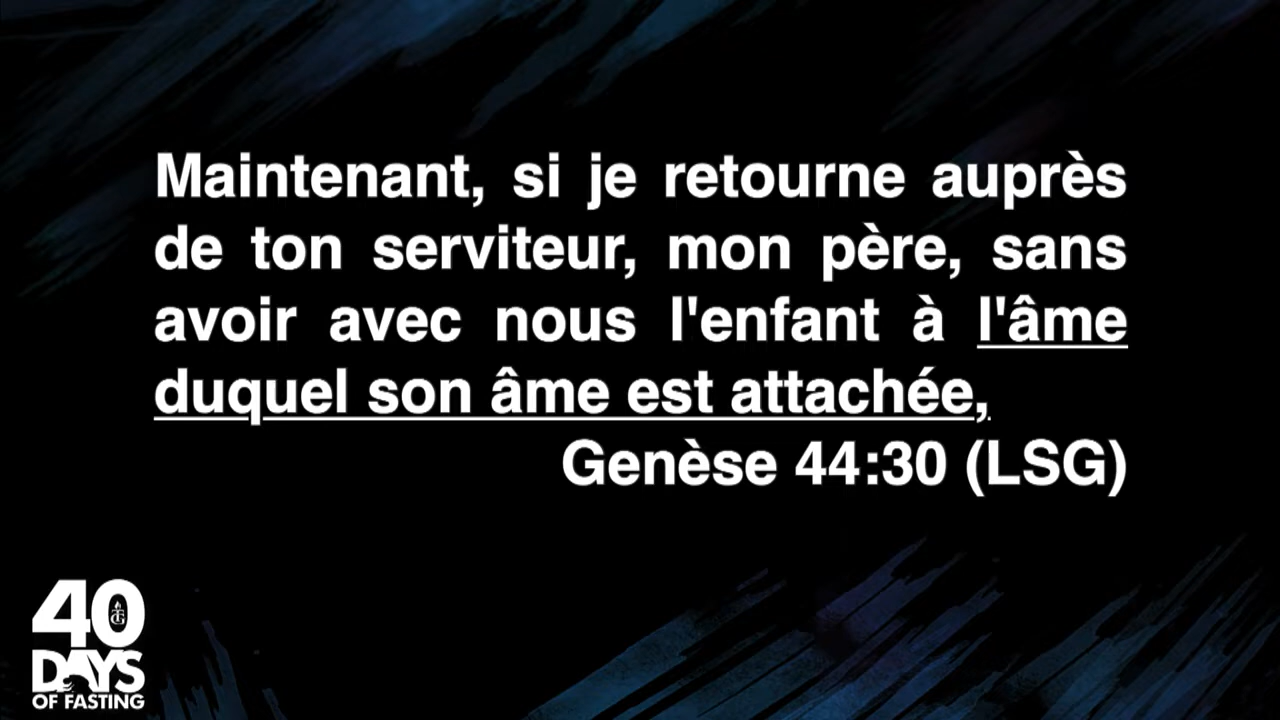 Maintenant, si je retourne auprès
de ton serviteur, mon père, sans
avoir avec nous l'enfant à l'âme
duquel son âme est attachée,
Genèse 44:30 (LSG)
40
DAYS
OF FASTING